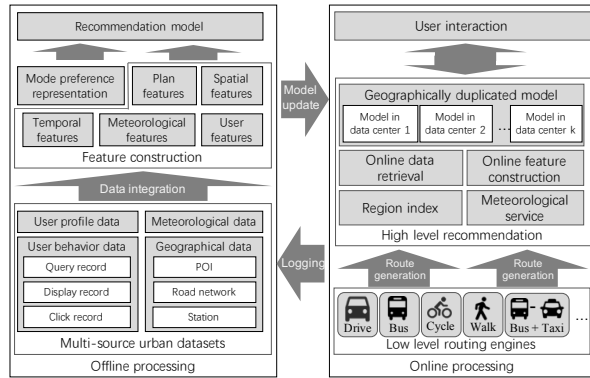 Recommendation model
Mode preference
representation
Plan
features
Spatial
features
Temporal
features
Meteorological
features
User
features
Feature construction
Data integration
User profile data
Meteorological data
User behavior data
Query record
Display record
Click record
Geographical data
POI
Road network
Station
Multi-source urban datasets
Offline processing
Model
update
Logging
User interaction
Geographically duplicated model
Model in
data center 1
Model in
data center 2
...
Model in
data center k
Online data
retrieval
Online feature
construction
Region index
Meteorological
service
High level recommendation
Route
generation
Route
generation
Drive
Bus
Cycle
Walk
Bus + Taxi
...
Low level routing engines
Online processing